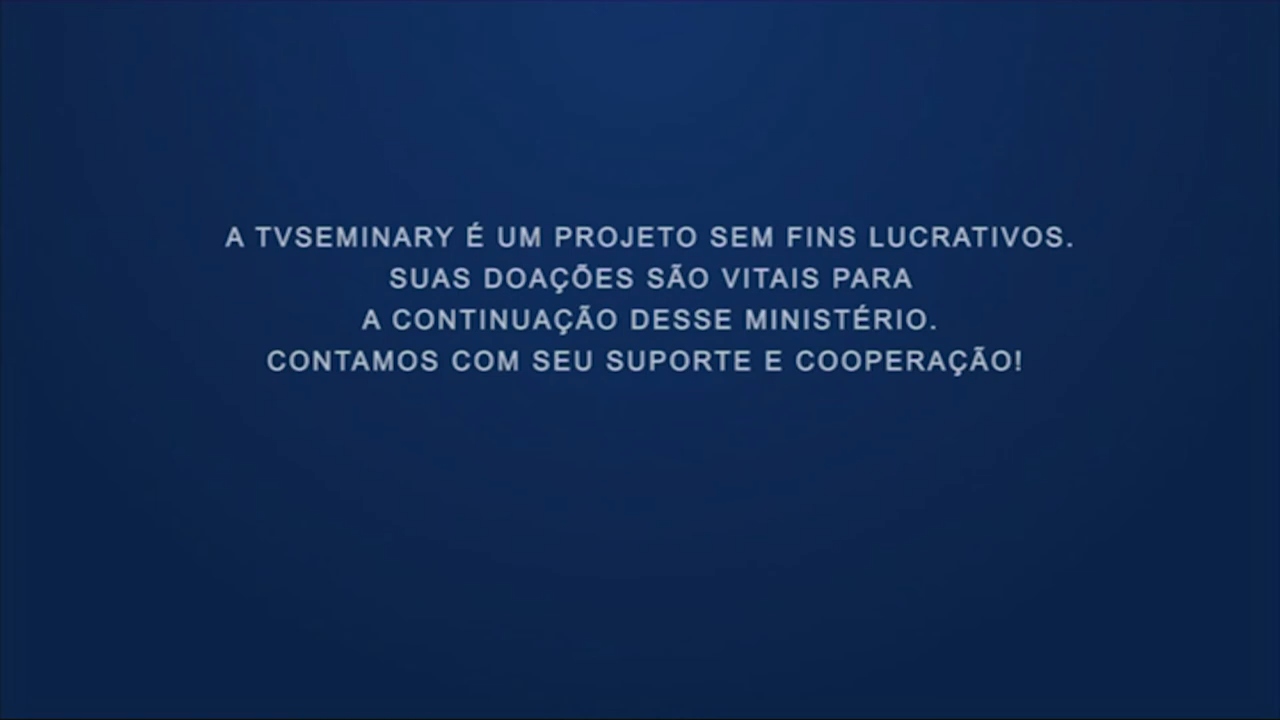 A TVSEMINARY É UM PROJETO SEM FINS LUCRATIVOS.
SUAS DOAÇÕES SÃO VITAIS PARA
A CONTINUAÇÃO DESSE MINISTÉRIO.
CONTAMOS COM SEU SUPORTE E COOPERAÇÃO!